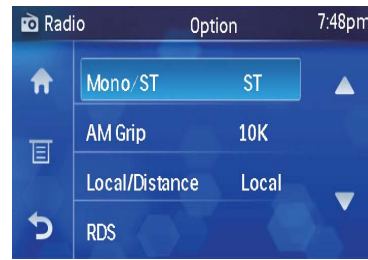 Radio Option 7:48pm
Mono/ST ST
AM Grip 10K
Local/Distance Local
RDS